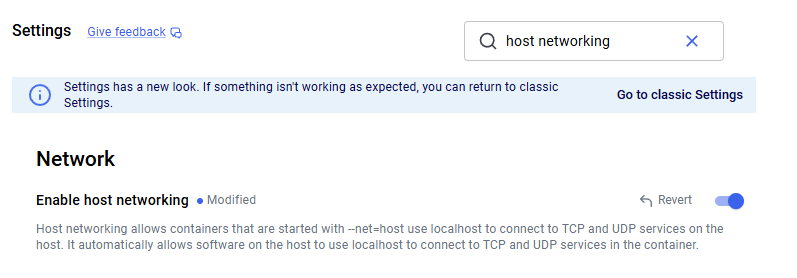 Settings Give feedback
host networking
Settings has a new look. If something isn't working as expected, you can return to classic
Settings.
Go to classic Settings
Network
Enable host networking Modified Revert
Host networking allows containers that are started with --net=host use localhost to connect to TCP and UDP services on the
host. It automatically allows software on the host to use localhost to connect to TCP and UDP services in the container.